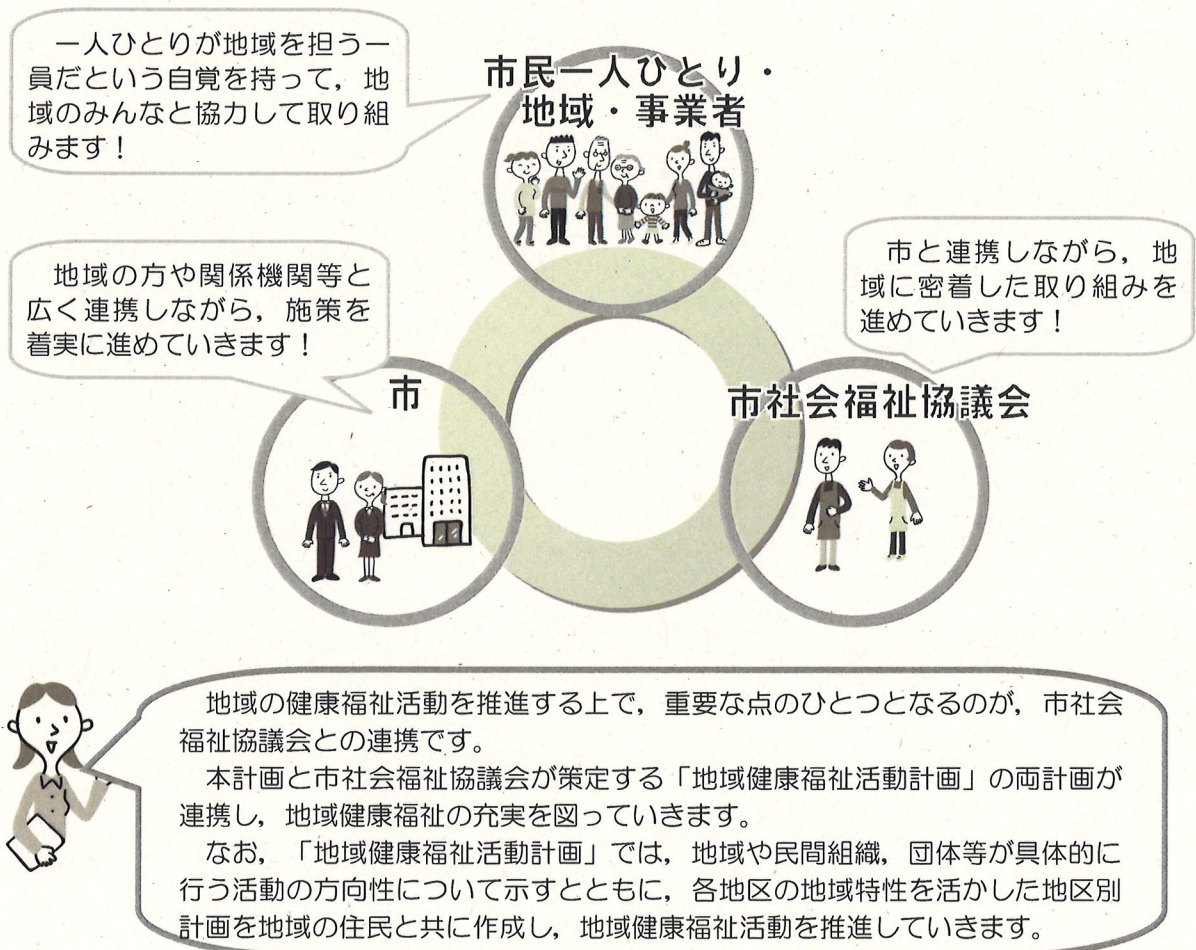 一人ひとりが地域を担う一
員だという自覚を持って，地
域のみんなと協力して取り組
みます！
市民一人ひとり・
地域・事業者
地域の方や関係機関等と
広く連携しながら，施策を
着実に進めていきます！
市と連携しながら，地
域に密着した取り組みを
進めていきます！
市
市社会福祉協議会
地域の健康福祉活動を推進する上で，重要な点のひとつとなるのが，市社会
福祉協議会との連携です。
本計画と市社会福祉協議会が策定する「地域健康福祉活動計画」の両計画が
連携し，地域健康福祉の充実を図っていきます。
なお，「地域健康福祉活動計画」では，地域や民間組織，団体等が具体的に
行う活動の方向性について示すとともに，各地区の地域特性を活かした地区別
計画を地域の住民と共に作成し，地域健康福祉活動を推進していきます。